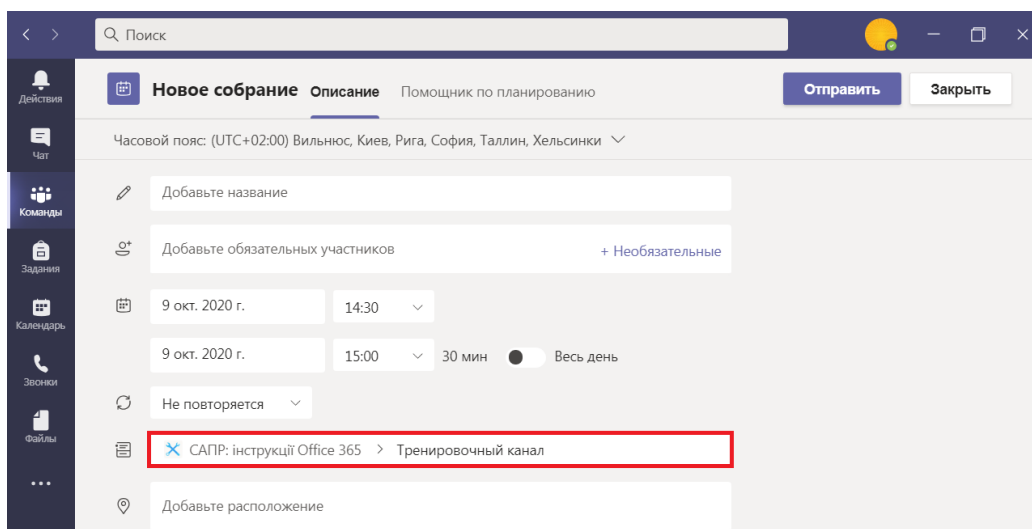 Поиск
Действия
Новое собрание Описание Помощник по планированию Отправить Закрыть
Чат
Часовой пояс: (UTC+02:00) Вильнюс, Киев, Рига, София, Таллин, Хельсинки
Команды
Добавьте название
Задания
Добавьте обязательных участников + Необязательные
Календарь
9 окт. 2020 г. 14:30
9 окт. 2020 г. 15:00 30 мин Весь день
Звонки
Не повторяется
Файлы
САПР: інструкції Office 365 > Тренировочный канал
Добавьте расположение